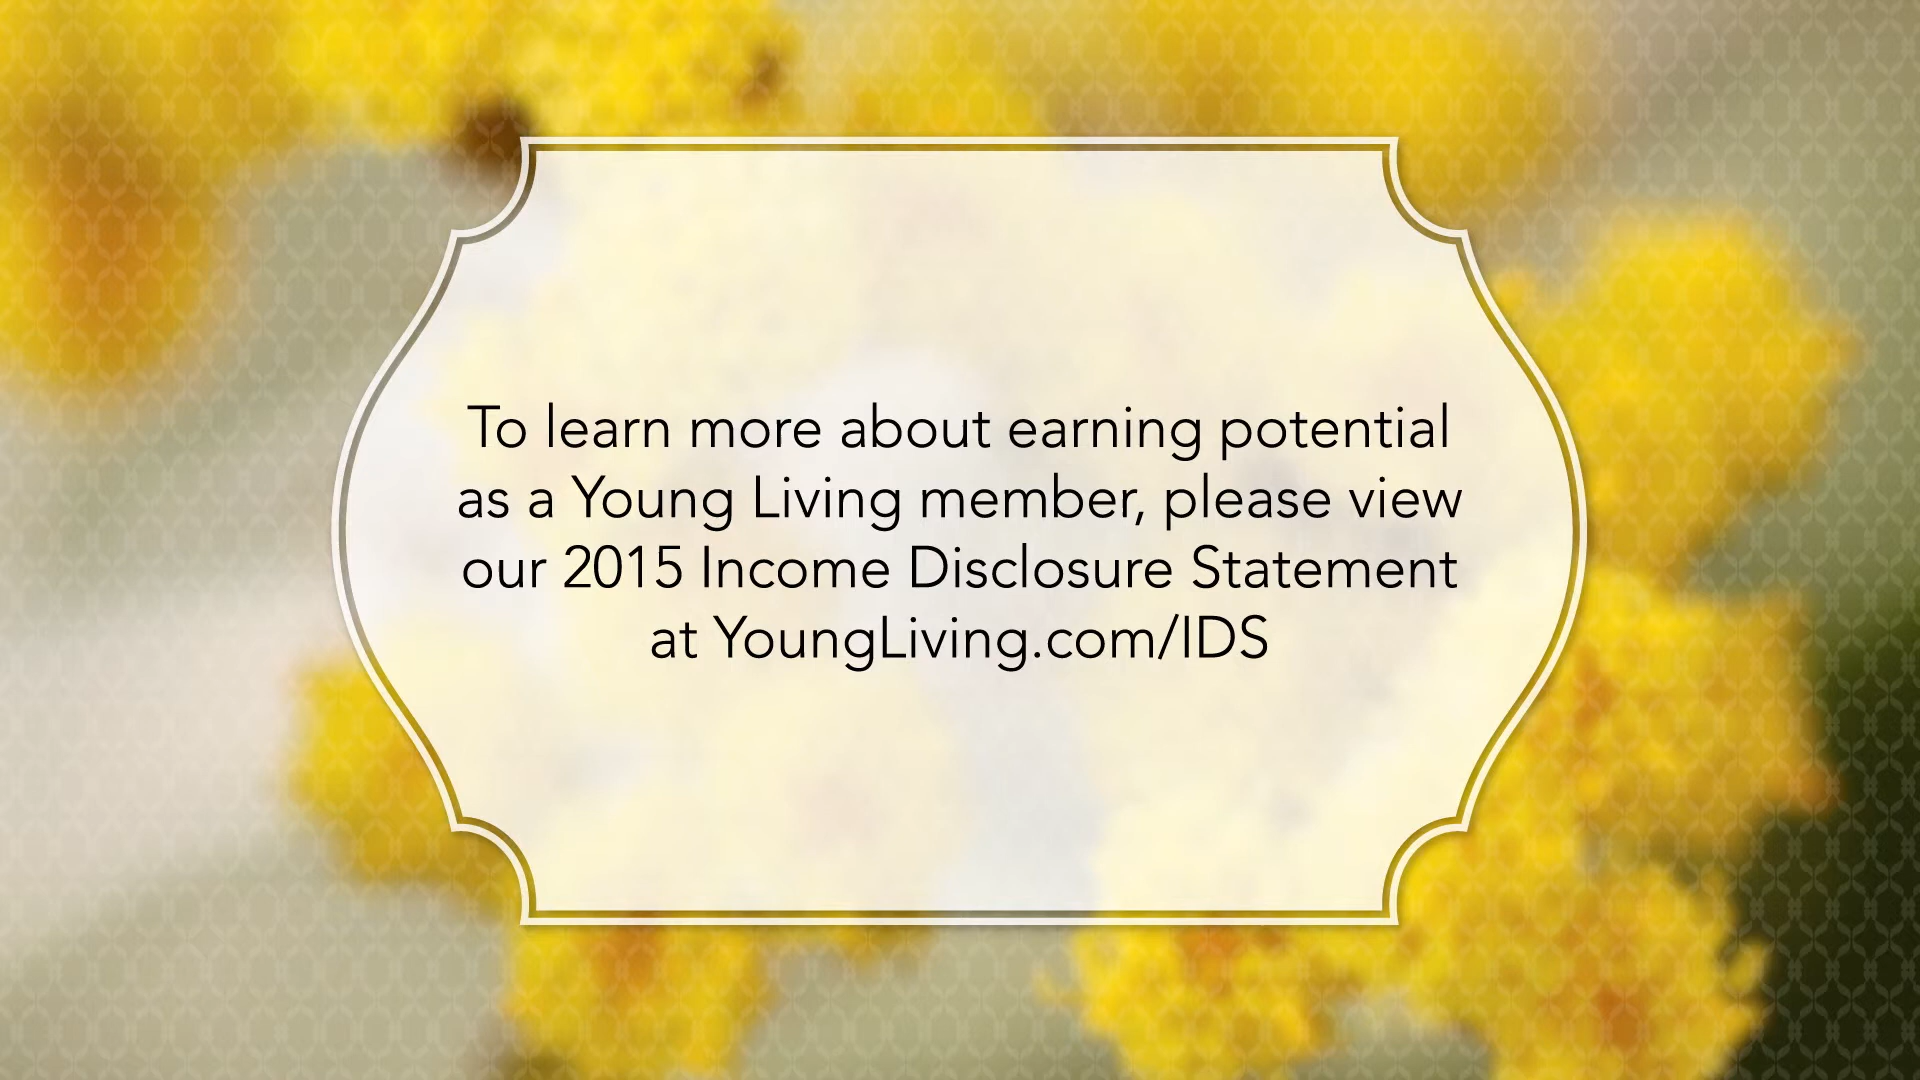 To learn more about earning potential
as a Young Living member, please view
our 2015 Income Disclosure Statement
at YoungLiving.com/IDS